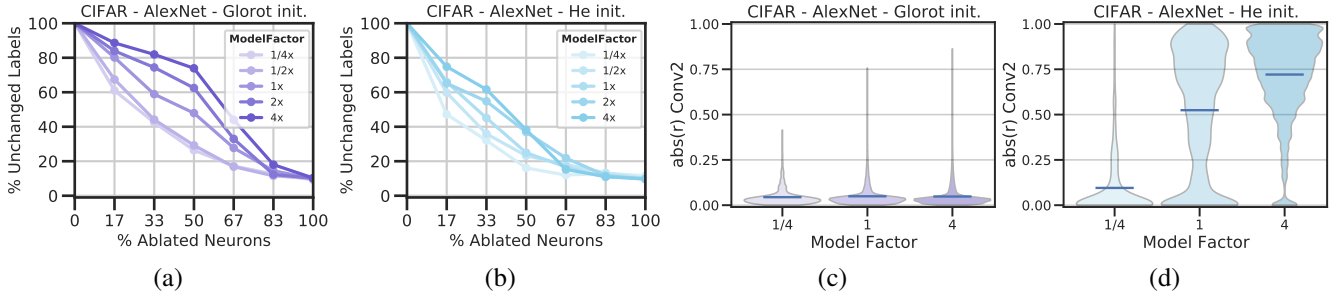 CIFAR - AlexNet - Glorot init.
% Unchanged Labels
100
80
60
40
20
0
ModelFactor
1/4x
1/2x
1x
2x
4x
0 17 33 50 67 83 100
% Ablated Neurons
(a)
CIFAR - AlexNet - He init.
% Unchanged Labels
100
80
60
40
20
0
ModelFactor
1/4x
1/2x
1x
2x
4x
0 17 33 50 67 83 100
% Ablated Neurons
(b)
CIFAR - AlexNet - Glorot init.
abs(r) Conv2
1.00
0.75
0.50
0.25
0.00
1/4 1 4
Model Factor
(c)
CIFAR - AlexNet - He init.
abs(r) Conv2
1.00
0.75
0.50
0.25
0.00
1/4 1 4
Model Factor
(d)